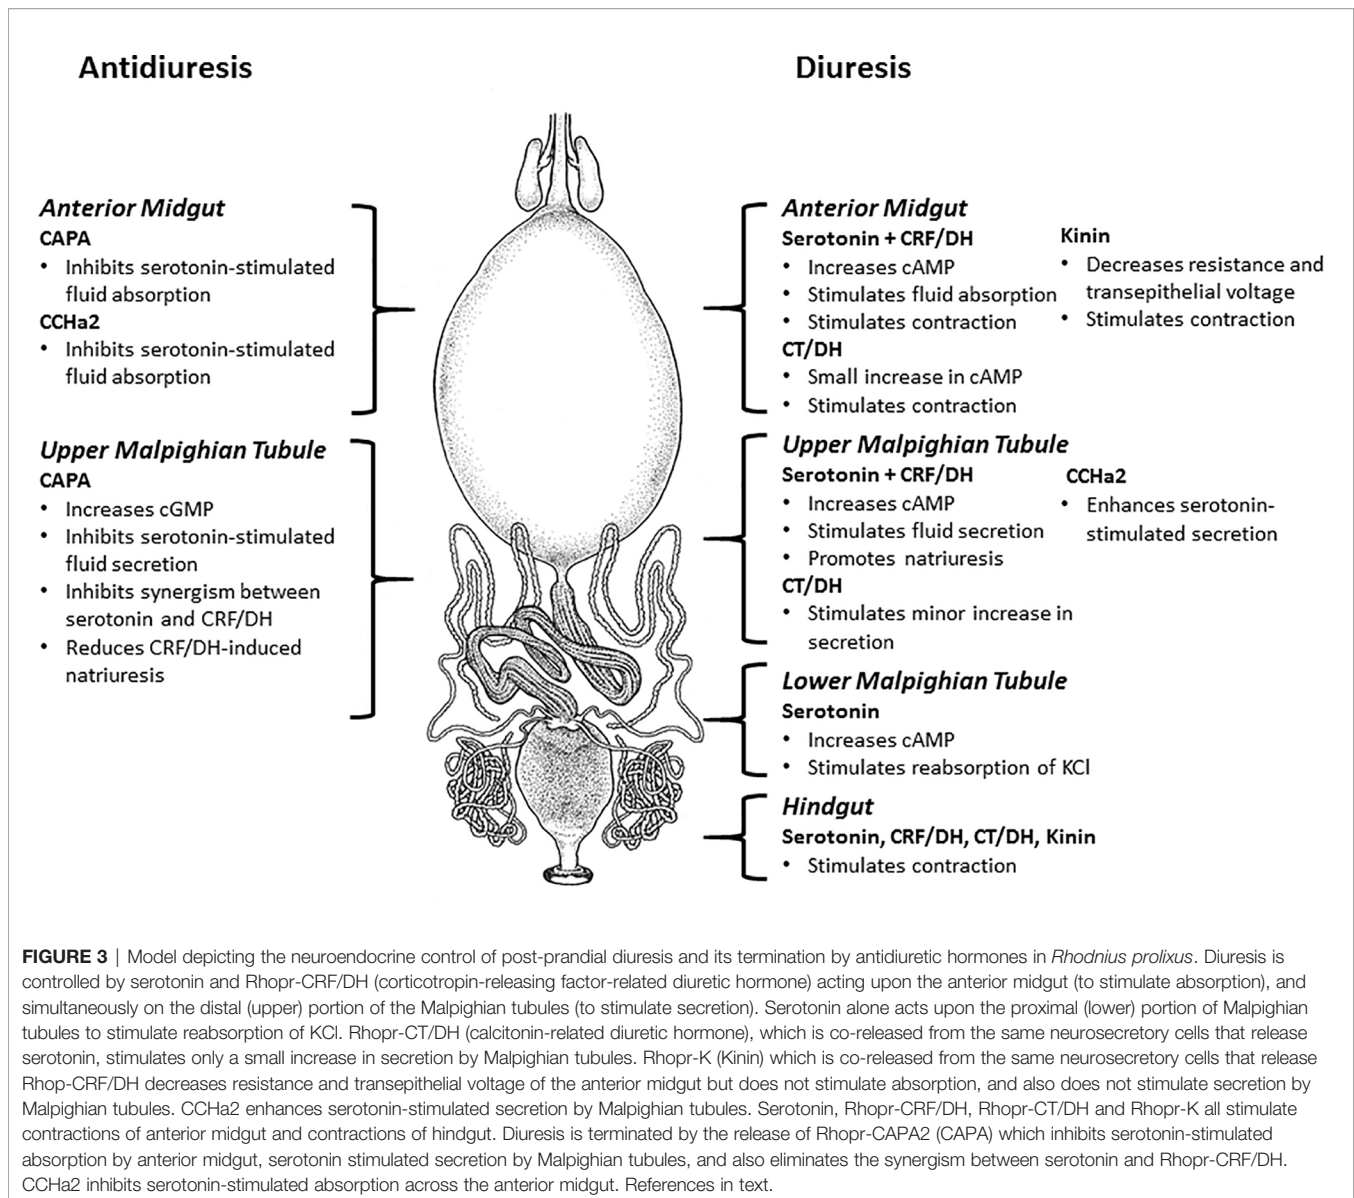 Antidiuresis
Anterior Midgut
CAPA
• Inhibits serotonin-stimulated
fluid absorption
CCHa2
• Inhibits serotonin-stimulated
fluid absorption
Upper Malpighian Tubule
CAPA
• Increases cGMP
• Inhibits serotonin-stimulated
fluid secretion
• Inhibits synergism between
serotonin and CRF/DH
• Reduces CRF/DH-induced
natriuresis
Diuresis
Anterior Midgut
Serotonin + CRF/DH
• Increases cAMP
• Stimulates fluid absorption
• Stimulates contraction
CT/DH
• Small increase in cAMP
• Stimulates contraction
Kinin
• Decreases resistance and
transepithelial voltage
• Stimulates contraction
Upper Malpighian Tubule
Serotonin + CRF/DH
• Increases cAMP
• Stimulates fluid secretion
• Promotes natriuresis
CT/DH
• Stimulates minor increase in
secretion
CCHa2
• Enhances serotonin-
stimulated secretion
Lower Malpighian Tubule
Serotonin
• Increases cAMP
• Stimulates reabsorption of KCl
Hindgut
Serotonin, CRF/DH, CT/DH, Kinin
• Stimulates contraction
FIGURE 3 | Model depicting the neuroendocrine control of post-prandial diuresis and its termination by antidiuretic hormones in Rhodnius prolixus. Diuresis is
controlled by serotonin and Rhopr-CRF/DH (corticotropin-releasing factor-related diuretic hormone) acting upon the anterior midgut (to stimulate absorption), and
simultaneously on the distal (upper) portion of the Malpighian tubules (to stimulate secretion). Serotonin alone acts upon the proximal (lower) portion of Malpighian
tubules to stimulate reabsorption of KCl. Rhopr-CT/DH (calcitonin-related diuretic hormone), which is co-released from the same neurosecretory cells that release
serotonin, stimulates only a small increase in secretion by Malpighian tubules. Rhopr-K (Kinin) which is co-released from the same neurosecretory cells that release
Rhop-CRF/DH decreases resistance and transepithelial voltage of the anterior midgut but does not stimulate absorption, and also does not stimulate secretion by
Malpighian tubules. CCHa2 enhances serotonin-stimulated secretion by Malpighian tubules. Serotonin, Rhopr-CRF/DH, Rhopr-CT/DH and Rhopr-K all stimulate
contractions of anterior midgut and contractions of hindgut. Diuresis is terminated by the release of Rhopr-CAPA2 (CAPA) which inhibits serotonin-stimulated
absorption by anterior midgut, serotonin stimulated secretion by Malpighian tubules, and also eliminates the synergism between serotonin and Rhopr-CRF/DH.
CCHa2 inhibits serotonin-stimulated absorption across the anterior midgut. References in text.